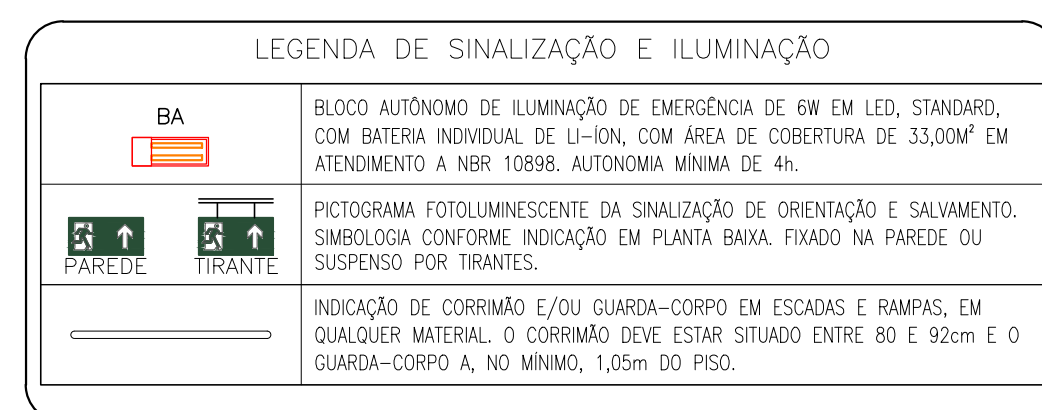 LEGENDA DE SINALIZAÇÃO E ILUMINAÇÃO
BA
BLOCO AUTÔNOMO DE ILUMINAÇÃO DE EMERGÊNCIA DE 6W EM LED, STANDARD,
COM BATERIA INDIVIDUAL DE LI-ÍON, COM ÁREA DE COBERTURA DE 33,00M² EM
ATENDIMENTO A NBR 10898. AUTONOMIA MÍNIMA DE 4h.
PAREDE
TIRANTE
PICTOGRAMA FOTOLUMINESCENTE DA SINALIZAÇÃO DE ORIENTAÇÃO E SALVAMENTO.
SIMBOLOGIA CONFORME INDICAÇÃO EM PLANTA BAIXA. FIXADO NA PAREDE OU
SUSPENSO POR TIRANTES.
INDICAÇÃO DE CORRIMÃO E/OU GUARDA-CORPO EM ESCADAS E RAMPAS, EM
QUALQUER MATERIAL. O CORRIMÃO DEVE ESTAR SITUADO ENTRE 80 E 92cm E O
GUARDA-CORPO A, NO MÍNIMO, 1,05m DO PISO.